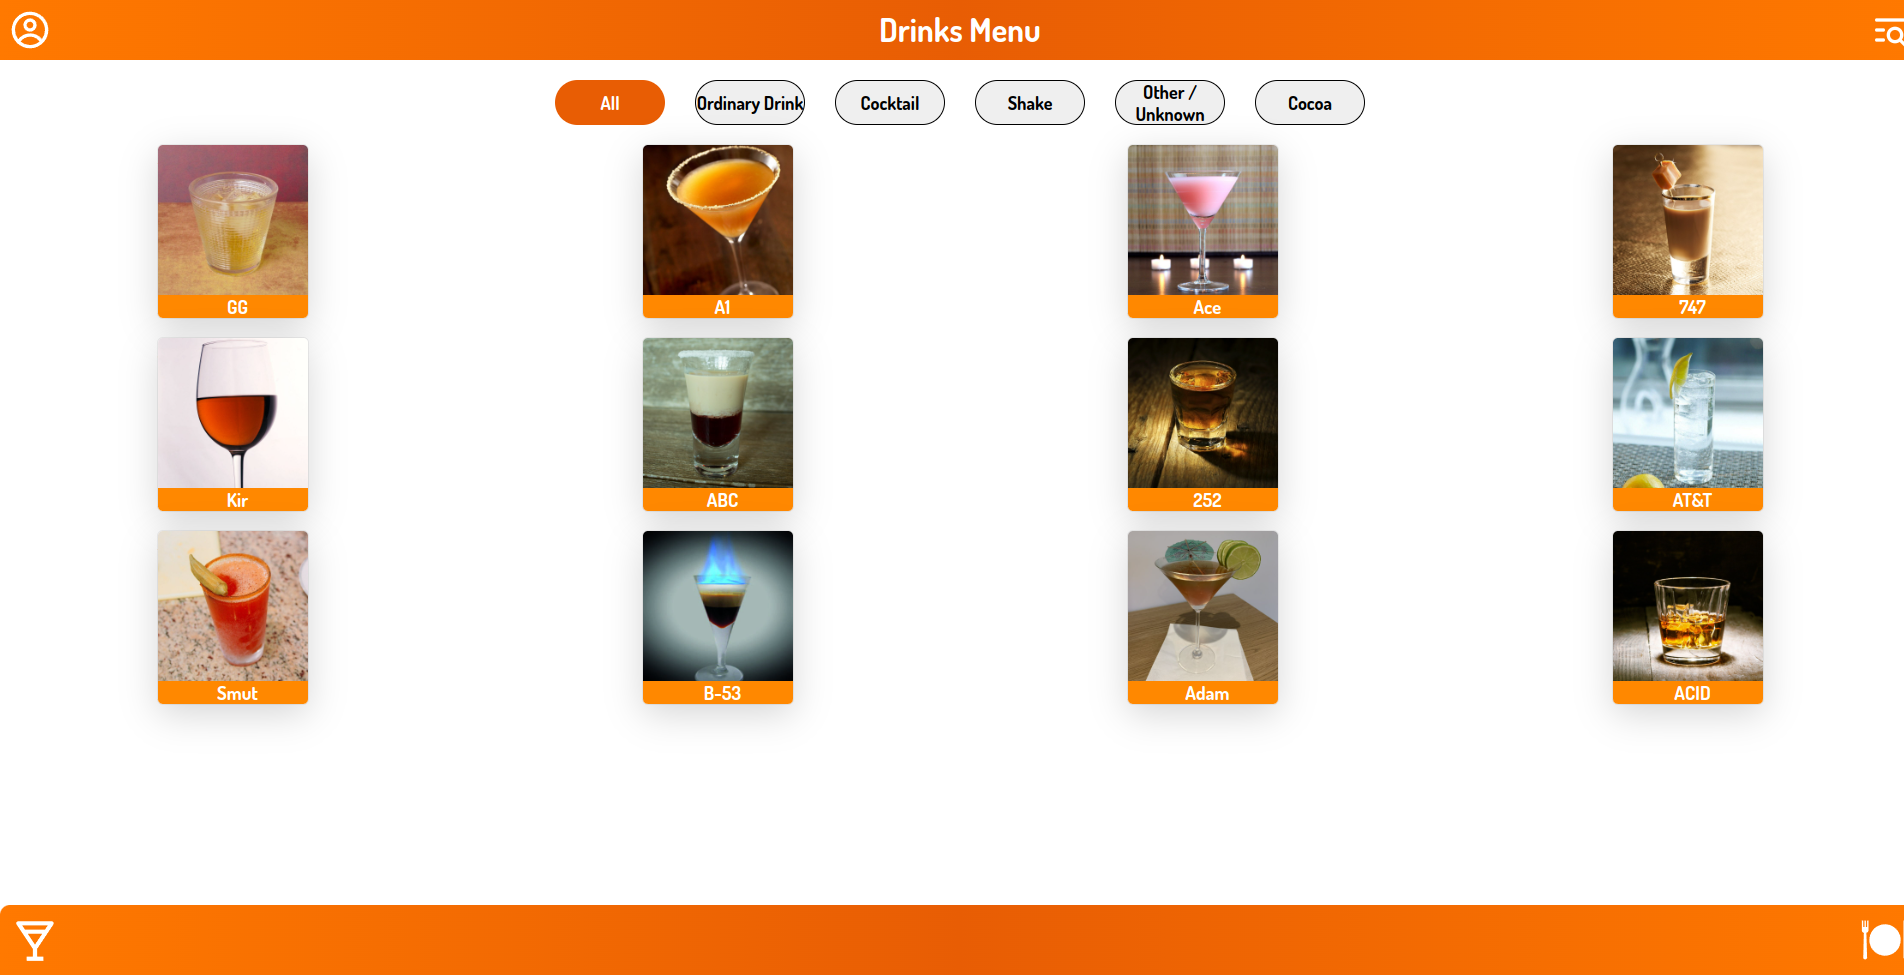 Drinks Menu
All
Ordinary Drink
Cocktail
Shake
Other /
Unknown
Cocoa
GG
A1
Ace
747
Kir
ABC
252
AT&T
Smut
B-53
Adam
ACID